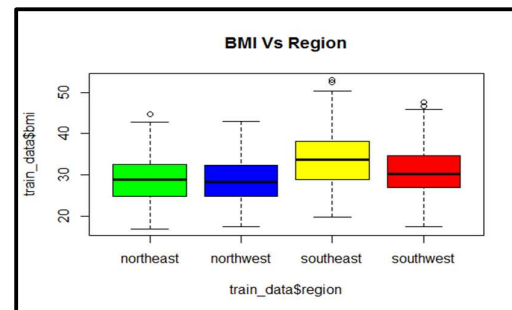 BMI Vs Region
train_data$bmi
50
40
30
20
northeast northwest southeast southwest
train_data$region